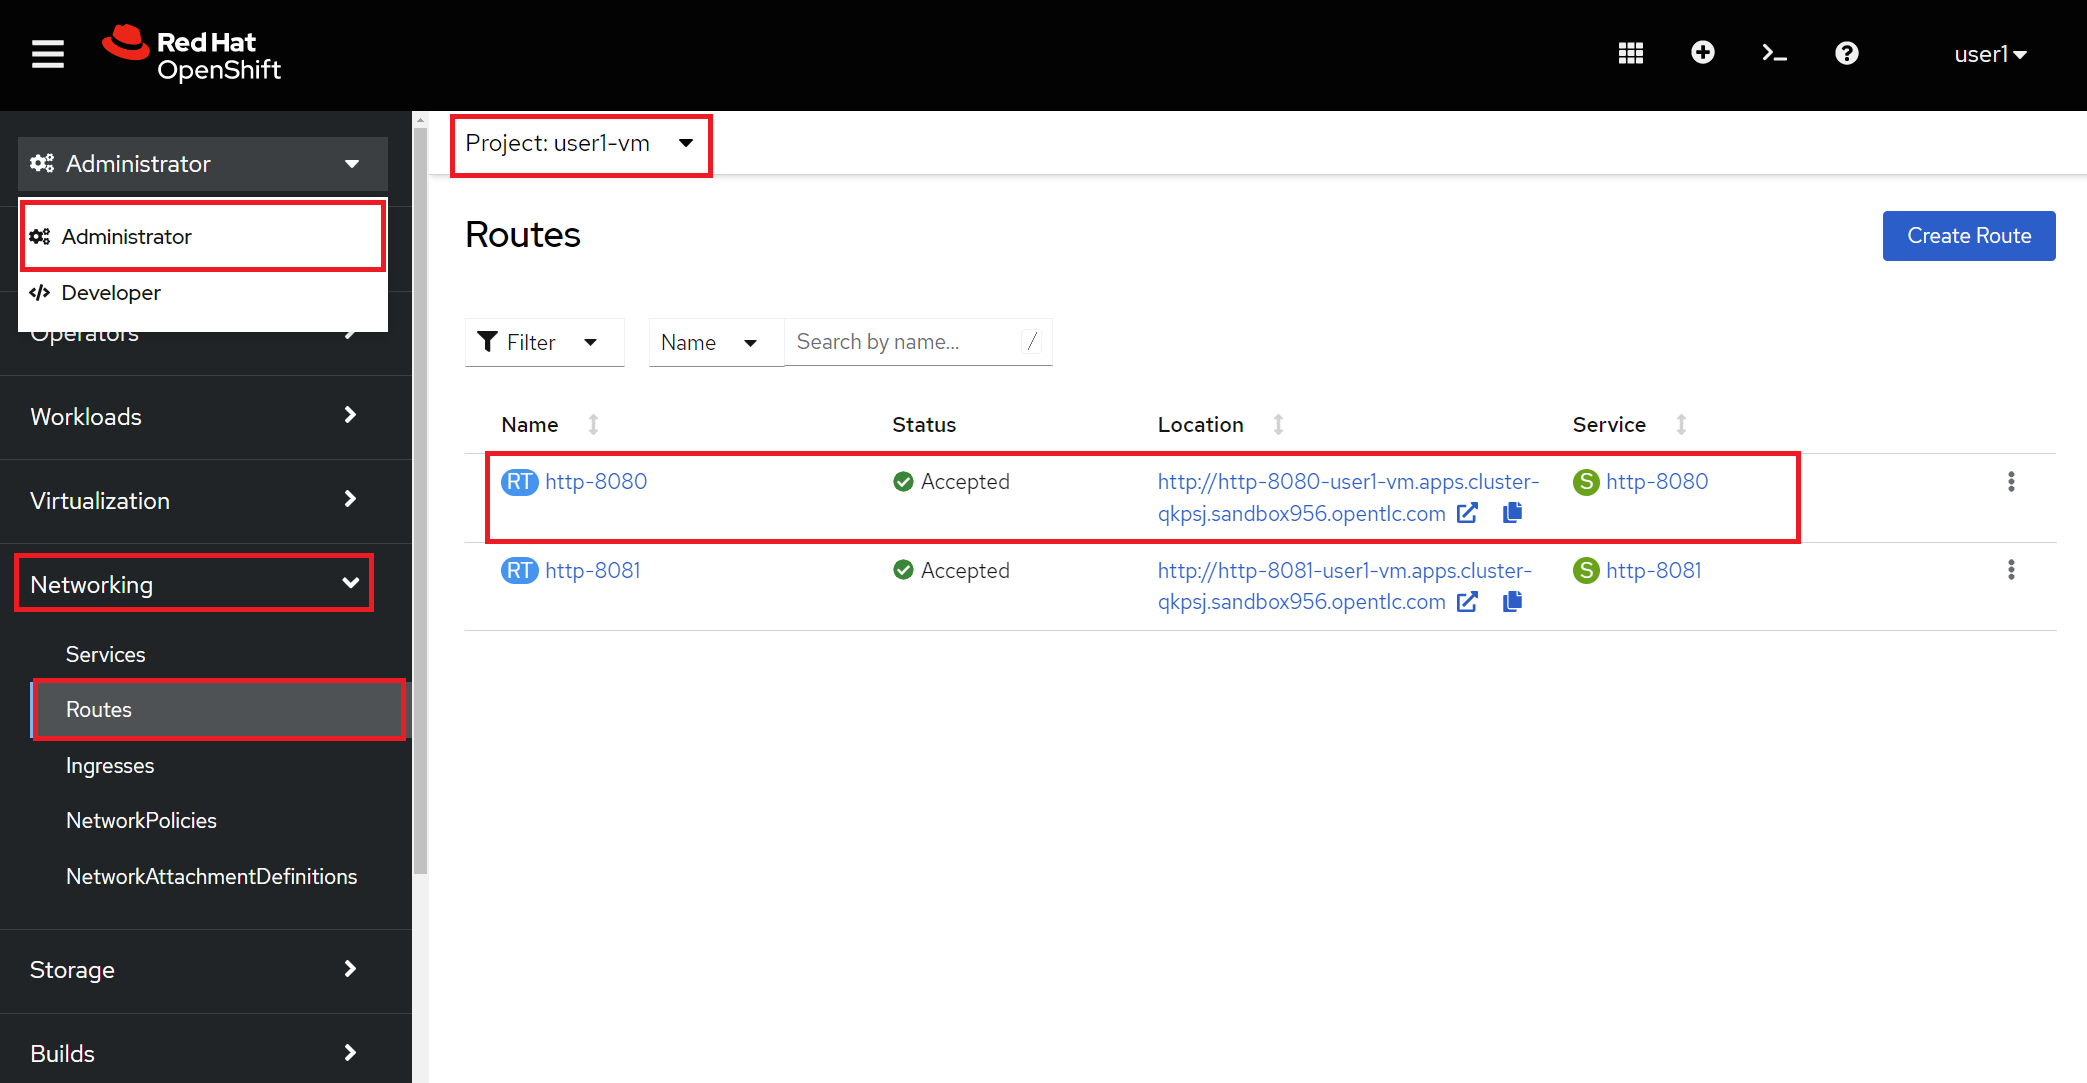 Red Hat
OpenShift
user1
Administrator
Administrator
Developer
Operators
Workloads
Virtualization
Networking
Services
Routes
Ingresses
NetworkPolicies
NetworkAttachmentDefinitions
Storage
Builds
Project: user1-vm
Routes
Create Route
Filter
Name
Search by name...
/
Name
Status
Location
Service
RT http-8080
Accepted
http://http-8080-user1-vm.apps.cluster-
qkpsj.sandbox956.opentlc.com
S http-8080
RT http-8081
Accepted
http://http-8081-user1-vm.apps.cluster-
qkpsj.sandbox956.opentlc.com
S http-8081